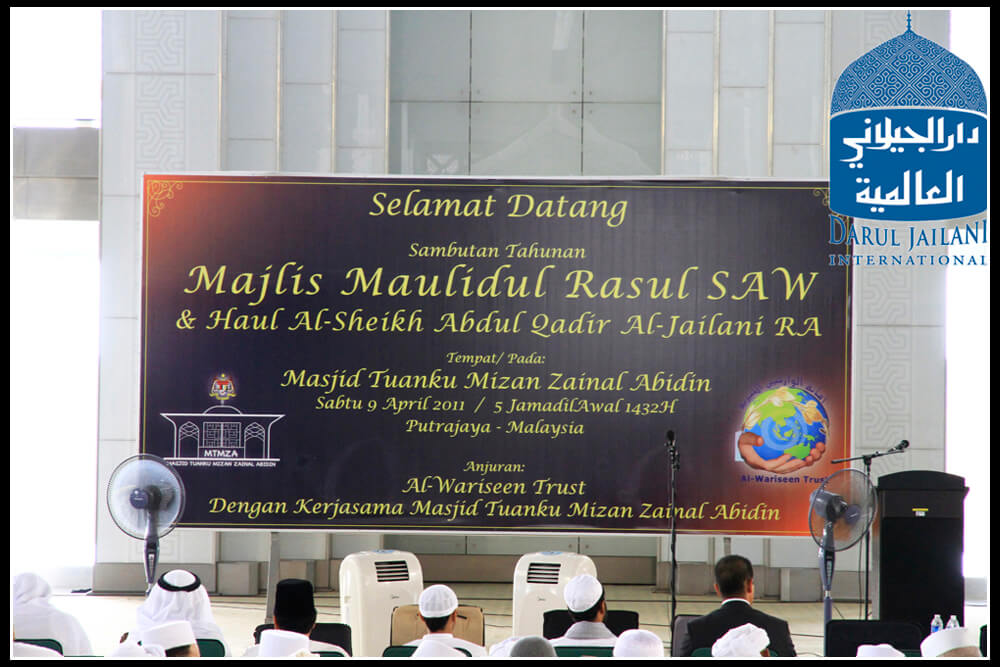 Selamat Datang
Sambutan Tahunan
Majlis Maulidul Rasul SAW
& Haul Al-Sheikh Abdul Qadir Al-Jailani RA
Tempat/ Pada:
Masjid Tuanku Mizan Zainal Abidin
Sabtu 9 April 2011 / 5 JamadilAwal 1432H
Putrajaya - Malaysia
Anjuran:
Al-Wariseen Trust
Dengan Kerjasama Masjid Tuanku Mizan Zainal Abidin
MTMZA
MASJID TUANKU MIZAN ZAINAL ABIDIN
Al-Wariseen Trust
دار الجيلاني
العالمية
DARUL JAILANI
INTERNATIONAL